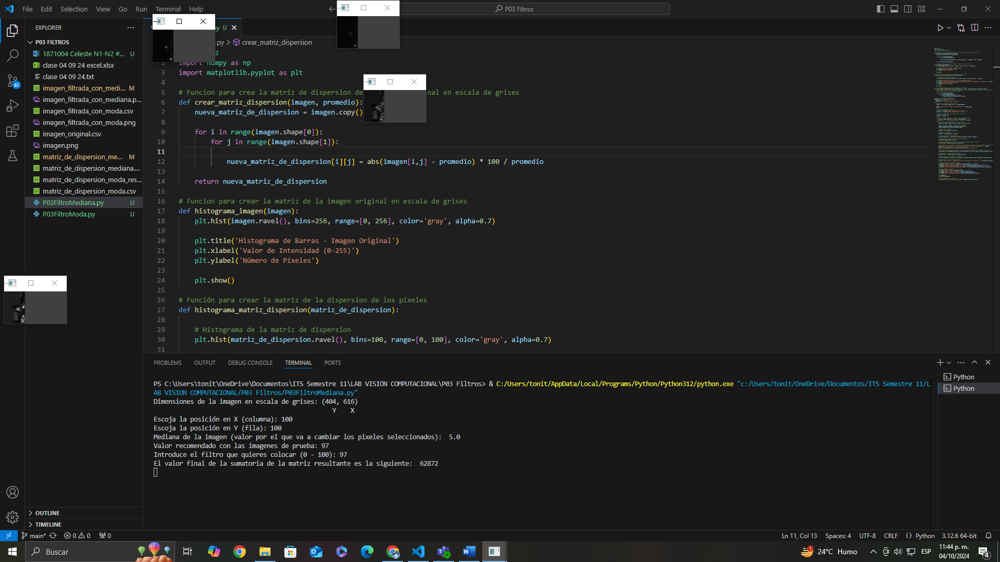 File Edit Selection View Go Run Terminal Help
P03 Filtros
EXPLORER
P03 FILTROS
1871004 Celeste N1-N2 #... U
clase 04 09 24 excel.xlsx
clase 04 09 24.txt
imagen_filtrada_con_medi... M
imagen_filtrada_con_mediana.p...
imagen_filtrada_con_moda.csv
imagen_filtrada_con_moda.png
imagen_original.csv
imagen.png
matriz_de_dispersion_me... M
matriz_de_dispersion_mediana....
matriz_de_dispersion_moda_res...
matriz_de_dispersion_moda.csv
P03FiltroMediana.py U
P03FiltroModa.py U
OUTLINE
TIMELINE
py U
.py > crear_matriz_dispersion
2
2 import numpy as np
3 import matplotlib.pyplot as plt
4
5 # Funcion para crea la matriz de dispersion de nal en escala de grises
6 def crear_matriz_dispersion(imagen, promedio):
7 nueva_matriz_de_dispersion = imagen.copy()
8
9 for i in range(imagen.shape[0]):
10 for j in range(imagen.shape[1]):
11
12 nueva_matriz_de_dispersion[i][j] = abs(imagen[i,j] - promedio) * 100 / promedio
13
14 return nueva_matriz_de_dispersion
15
16 # Funcion para crear la matriz de la imagen original en escala de grises
17 def histograma_imagen(imagen):
18 plt.hist(imagen.ravel(), bins=256, range=[0, 256], color='gray', alpha=0.7)
19
20 plt.title('Histograma de Barras - Imagen Original')
21 plt.xlabel('Valor de Intensidad (0-255)')
22 plt.ylabel('Número de Píxeles')
23
24 plt.show()
25
26 # Función para crear la matriz de la dispersion de los pixeles
27 def histograma_matriz_dispersion(matriz_de_dispersion):
28
29 # Histograma de la matriz de dispersion
30 plt.hist(matriz_de_dispersion.ravel(), bins=100, range=[0, 100], color='gray', alpha=0.7)
31
PROBLEMS OUTPUT DEBUG CONSOLE TERMINAL PORTS
Python
Python
PS C:\Users\tonit\OneDrive\Documentos\ITS Semestre 11\LAB VISION COMPUTACIONAL\P03 Filtros> & C:/Users/tonit/AppData/Local/Programs/Python/Python312/python.exe "c:/Users/tonit/OneDrive/Documentos/ITS Semestre 11/L
AB VISION COMPUTACIONAL/P03 Filtros/P03FiltroMediana.py"
Dimensiones de la imagen en escala de grises: (404, 616)
Y X
Escoja la posición en X (columna): 100
Escoja la posición en Y (fila): 100
Mediana de la imagen (valor por el que va a cambiar los pixeles seleccionados): 5.0
Valor recomendado con las imagenes de prueba: 97
Introduce el filtro que quieres colocar (0 - 100): 97
El valor final de la sumatoria de la matriz resultante es la siguiente: 62872
61
main* 0 0 0
Ln 11, Col 13 Spaces: 4 UTF-8 CRLF {} Python 3.12.6 64-bit
Buscar
1 24°C Humo ESP
11:44 p. m.
04/10/2024
4